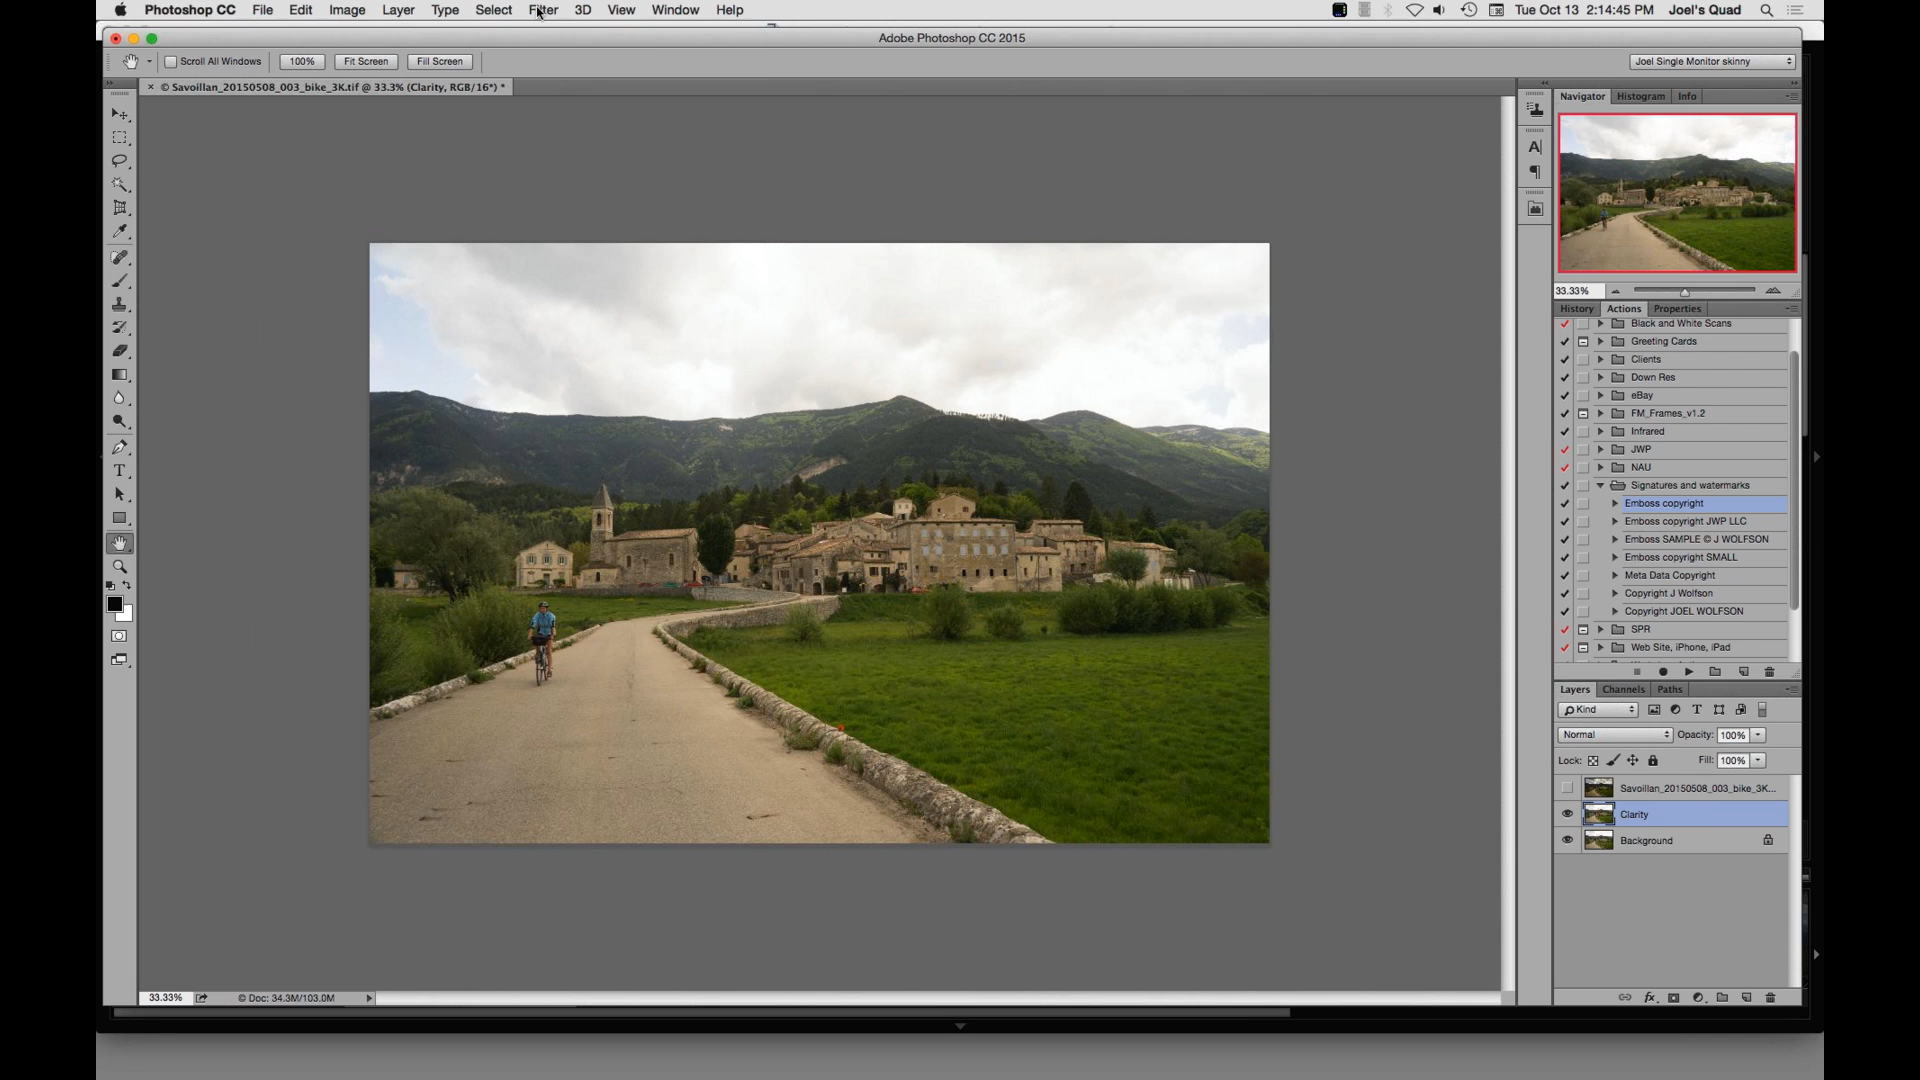 Photoshop CC File Edit Image Layer Type Select Filter 3D View Window Help Tue Oct 13 2:14:45 PM Joel's Quad
Adobe Photoshop CC 2015
Scroll All Windows 100% Fit Screen Fill Screen Joel Single Monitor skinny
× © Savoillan_20150508_003_bike_3K.tif @ 33.3% (Clarity, RGB/16*) *
Navigator Histogram Info
33.33%
History Actions Properties
Black and White Scans
Greeting Cards
Clients
Down Res
eBay
FM_Frames_v1.2
Infrared
JWP
NAU
Signatures and watermarks
Emboss copyright
Emboss copyright JWP LLC
Emboss SAMPLE © J WOLFSON
Emboss copyright SMALL
Meta Data Copyright
Copyright J Wolfson
Copyright JOEL WOLFSON
SPR
Web Site, iPhone, iPad
Layers Channels Paths
Kind
Normal Opacity: 100%
Lock: Fill: 100%
Savoillan_20150508_003_bike_3K...
Clarity
Background
33.33% © Doc: 34.3M/103.0M